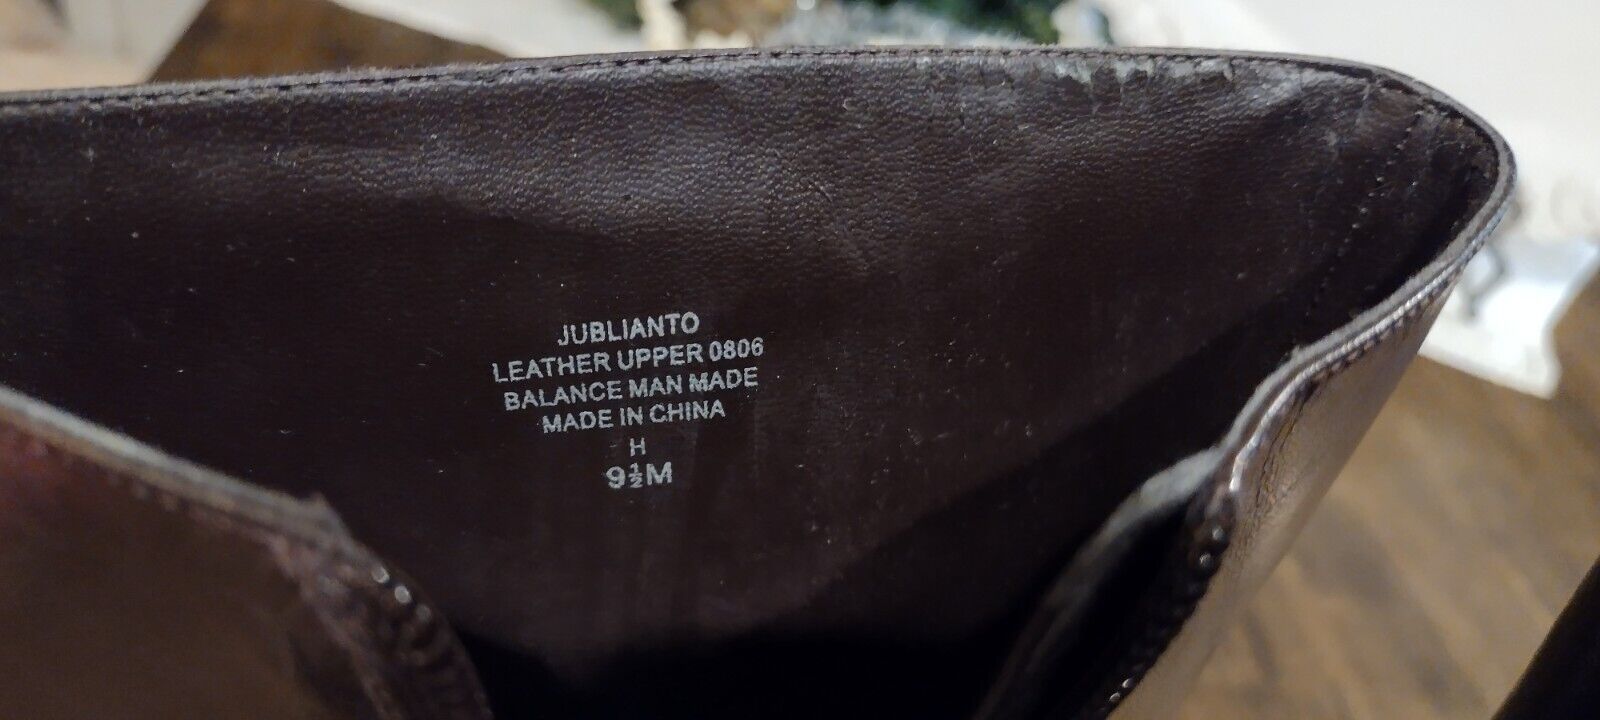 JUBLIANTO
LEATHER UPPER 0806
BALANCE MAN MADE
MADE IN CHINA
H
9½M